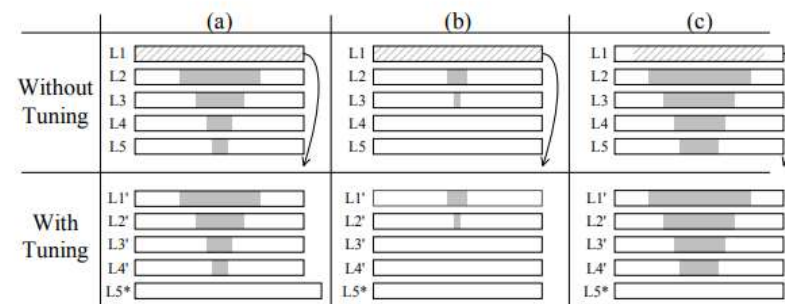 (a) (b) (c)
Without Tuning
L1 L1 L1
L2 L2 L2
L3 L3 L3
L4 L4 L4
L5 L5 L5
With Tuning
L1' L1' L1'
L2' L2' L2'
L3' L3' L3'
L4' L4' L4'
L5* L5* L5*